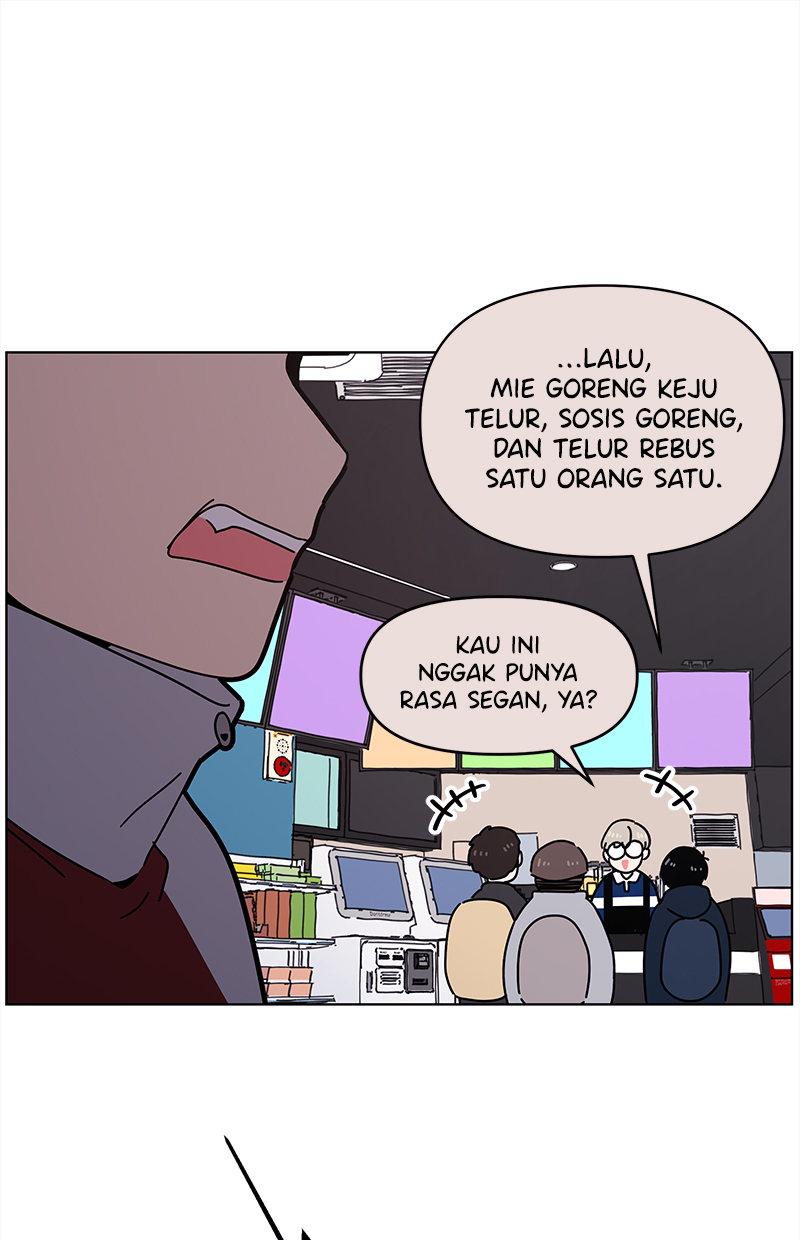 ...LALU,
MIE GORENG KEJU
TELUR, SOSIS GORENG,
DAN TELUR REBUS
SATU ORANG SATU.
KAU INI
NGGAK PUNYA
RASA SEGAN, YA?